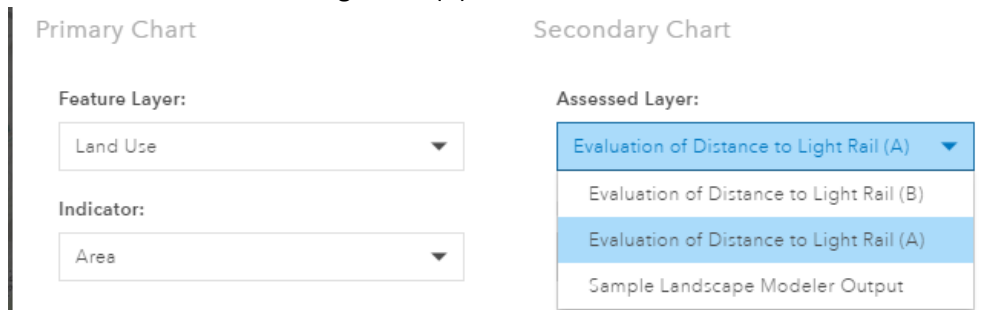 Primary Chart
Feature Layer:
Land Use
Indicator:
Area
Secondary Chart
Assessed Layer:
Evaluation of Distance to Light Rail (A)
Evaluation of Distance to Light Rail (B)
Evaluation of Distance to Light Rail (A)
Sample Landscape Modeler Output